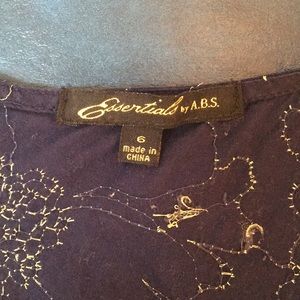 Essentials by A.B.S.
6
made in
CHINA